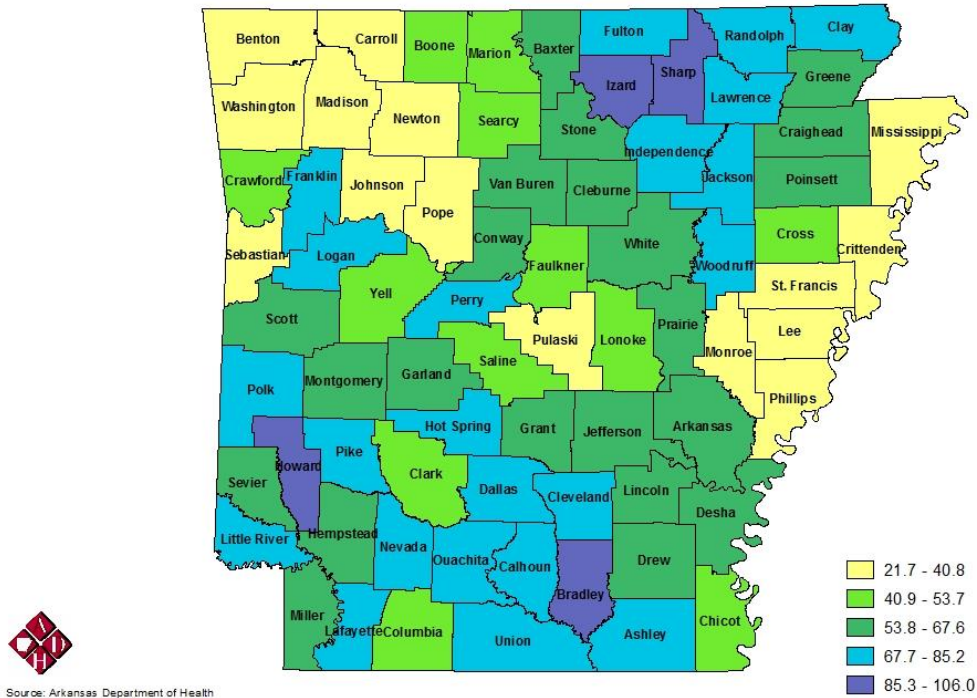 Benton
Carroll
Boone
Marion
Baxter
Fulton
Randolph
Clay
Izard
Sharp
Lawrence
Greene
Washington
Madison
Newton
Searcy
Stone
Independence
Jackson
Craighead
Mississippi
Crawford
Franklin
Johnson
Pope
Van Buren
Cleburne
Poinsett
Sebastian
Logan
Conway
White
Woodruff
Cross
Crittenden
Yell
Faulkner
St. Francis
Scott
Perry
Pulaski
Lonoke
Prairie
Monroe
Lee
Polk
Montgomery
Garland
Saline
Phillips
Hot Spring
Grant
Jefferson
Arkansas
Howard
Pike
Clark
Sevier
Dallas
Cleveland
Lincoln
Desha
Little River
Hempstead
Nevada
Ouachita
Calhoun
Bradley
Drew
Miller
Lafayette
Columbia
Union
Ashley
Chicot
21.7 - 40.8
40.9 - 53.7
53.8 - 67.6
67.7 - 85.2
85.3 - 106.0
A
D
H
Source: Arkansas Department of Health